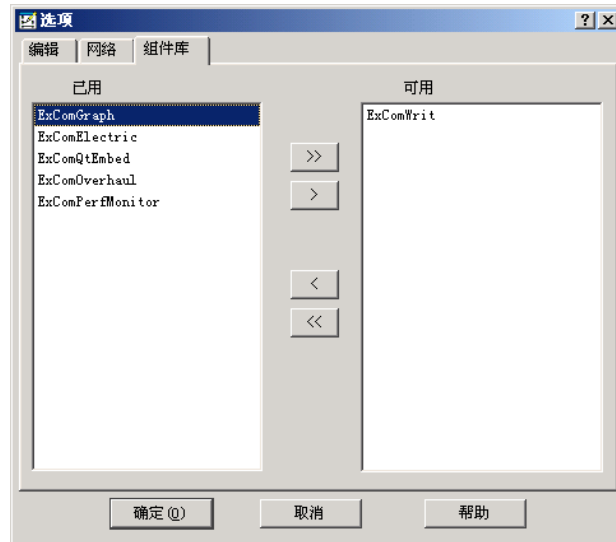 选项
编辑 网络 组件库
已用 可用
ExComGraph ExComWrit
ExComElectric
ExComQtEmbed
ExComOverhaul
ExComPerfMonitor
>>
>
<
<<
确定(O) 取消 帮助